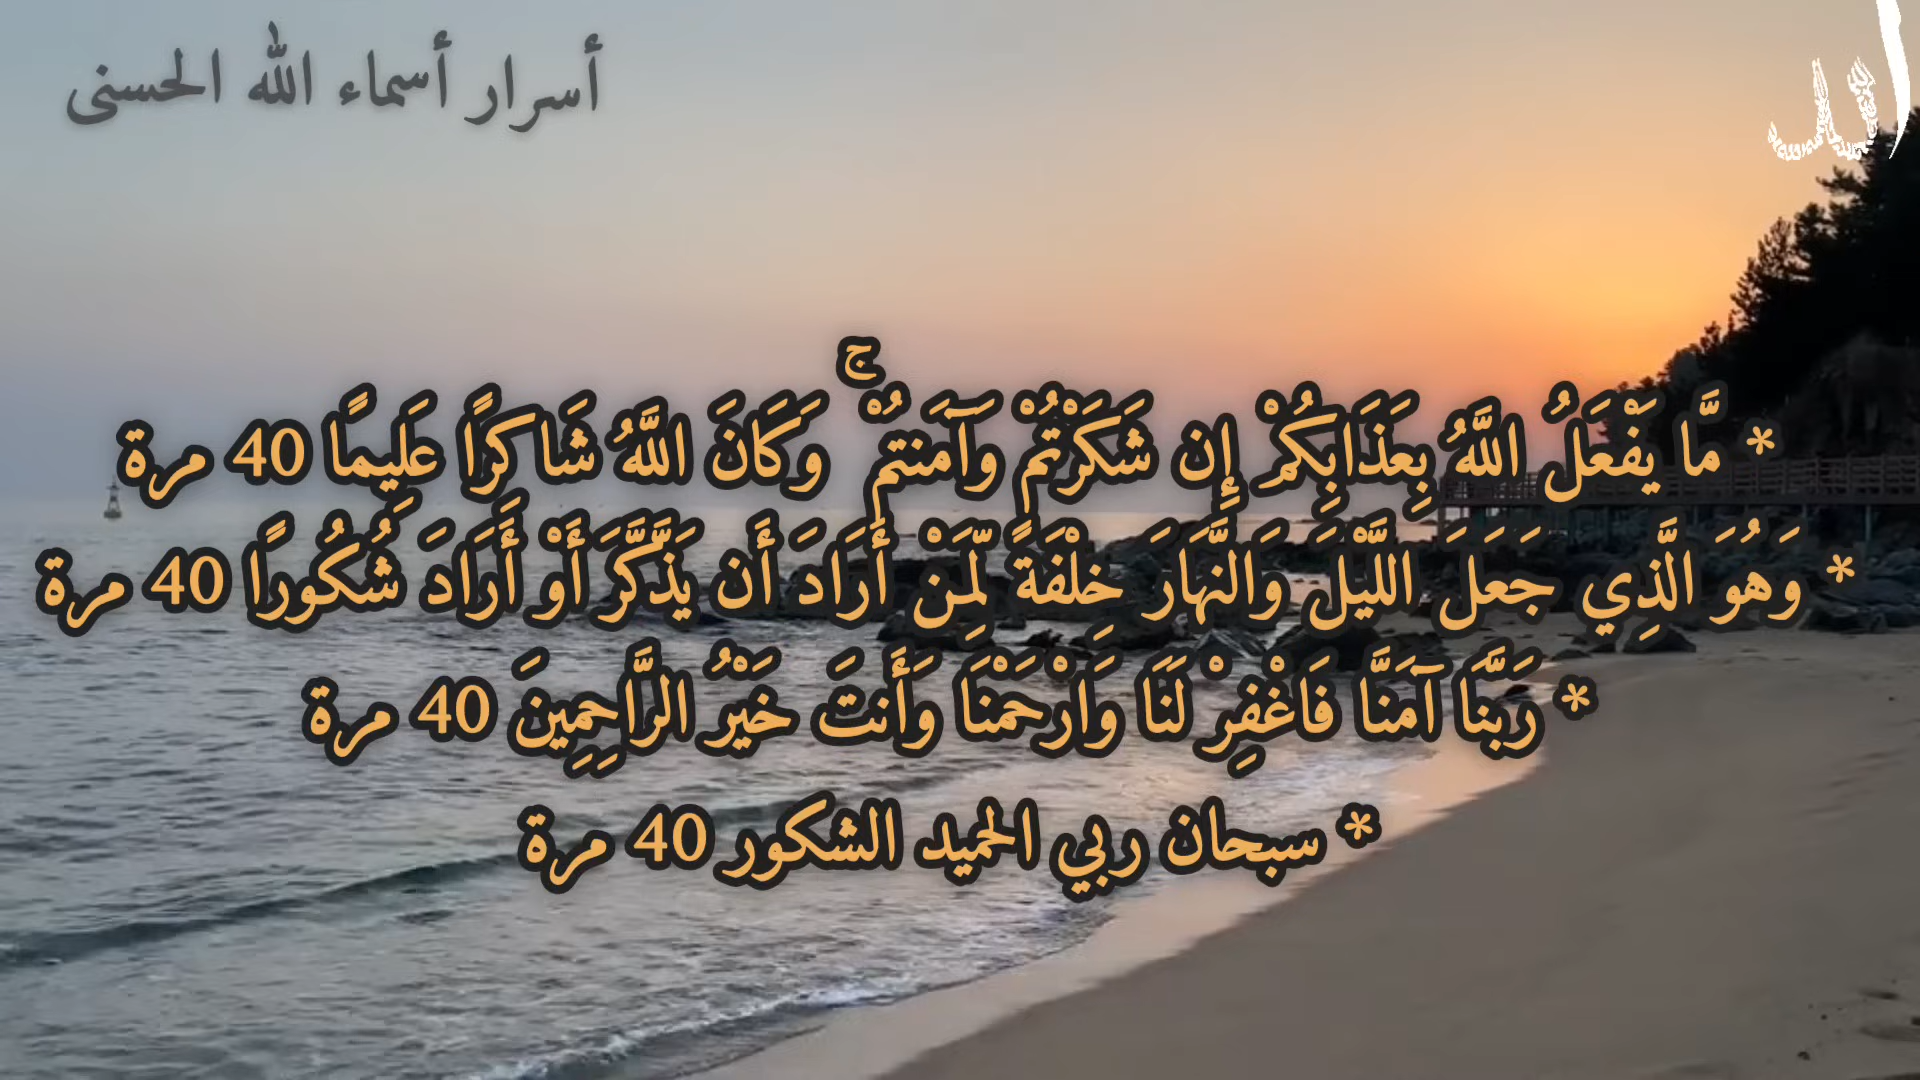 أسرار أسماء الله الحسنى
الله
* مَّا يَفْعَلُ اللَّهُ بِعَذَابِكُمْ إِن شَكَرْتُمْ وَآمَنتُمْ ۚ وَكَانَ اللَّهُ شَاكِرًا عَلِيمًا 40 مرة
* وَهُوَ الَّذِي جَعَلَ اللَّيْلَ وَالنَّهَارَ خِلْفَةً لِّمَنْ أَرَادَ أَن يَذَّكَّرَ أَوْ أَرَادَ شُكُورًا 40 مرة
* رَبَّنَا آمَنَّا فَاغْفِرْ لَنَا وَارْحَمْنَا وَأَنتَ خَيْرُ الرَّاحِمِينَ 40 مرة
* سبحان ربي الحميد الشكور 40 مرة